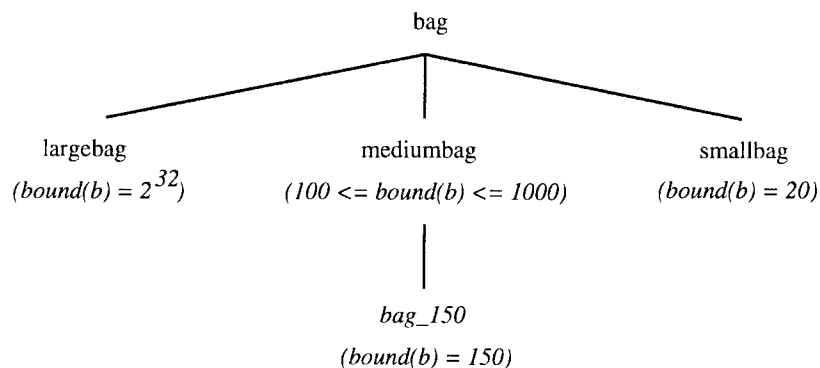 bag
largebag mediumbag smallbag
(bound(b) = 2^32) (100 <= bound(b) <= 1000) (bound(b) = 20)
bag_150
(bound(b) = 150)